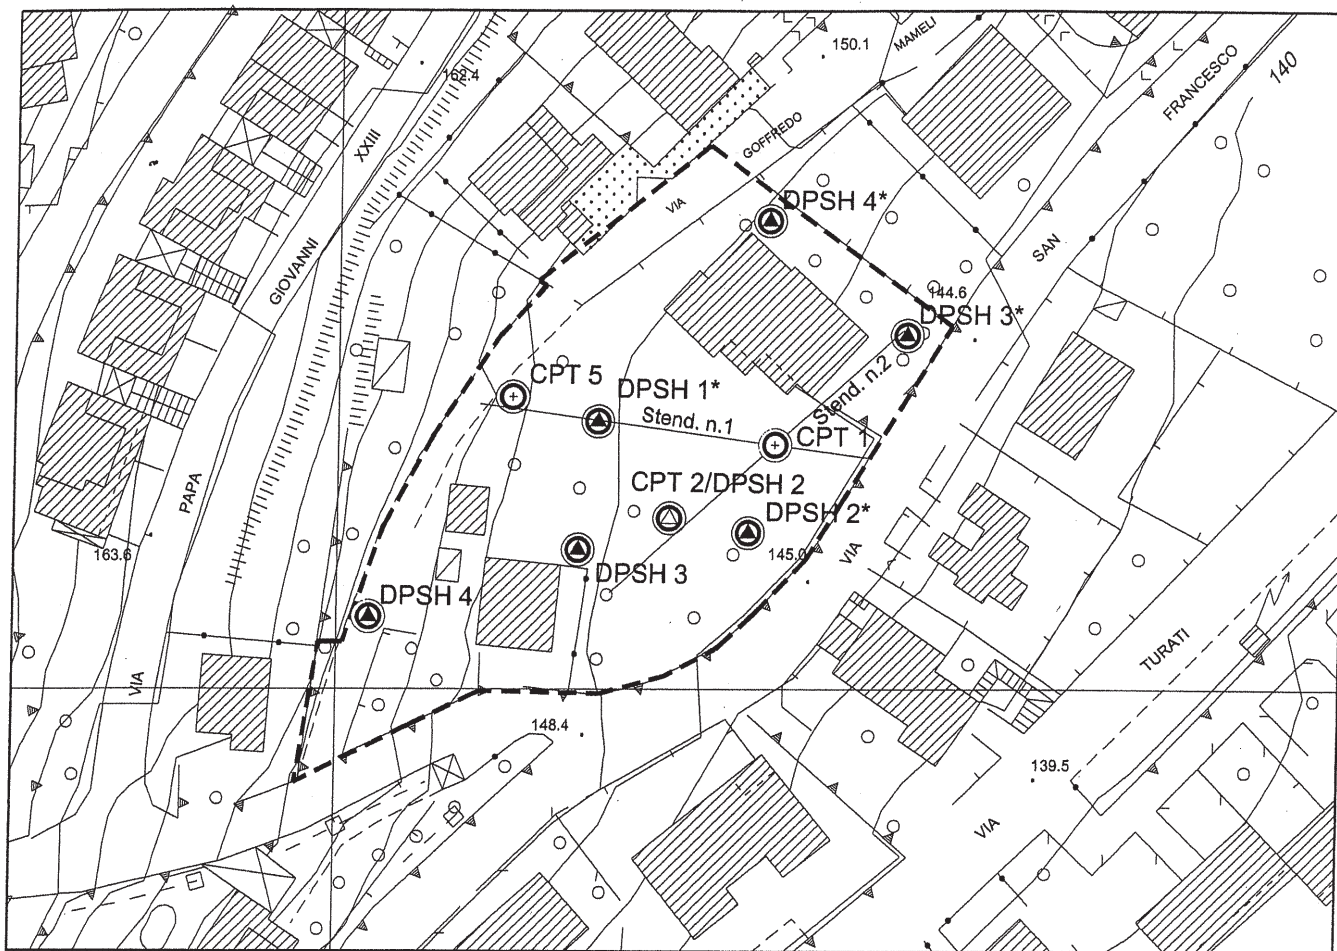 150.1
MAMELI
FRANCESCO
140
162.4
XXIII
GOFFREDO
VIA
DPSH 4*
SAN
GIOVANNI
144.6
DPSH 3*
CPT 5
DPSH 1*
Stend. n.1
Stend. n.2
CPT 1
PAPA
CPT 2/DPSH 2
DPSH 2*
163.6
145.0
VIA
DPSH 3
DPSH 4
TURATI
VIA
148.4
139.5
VIA